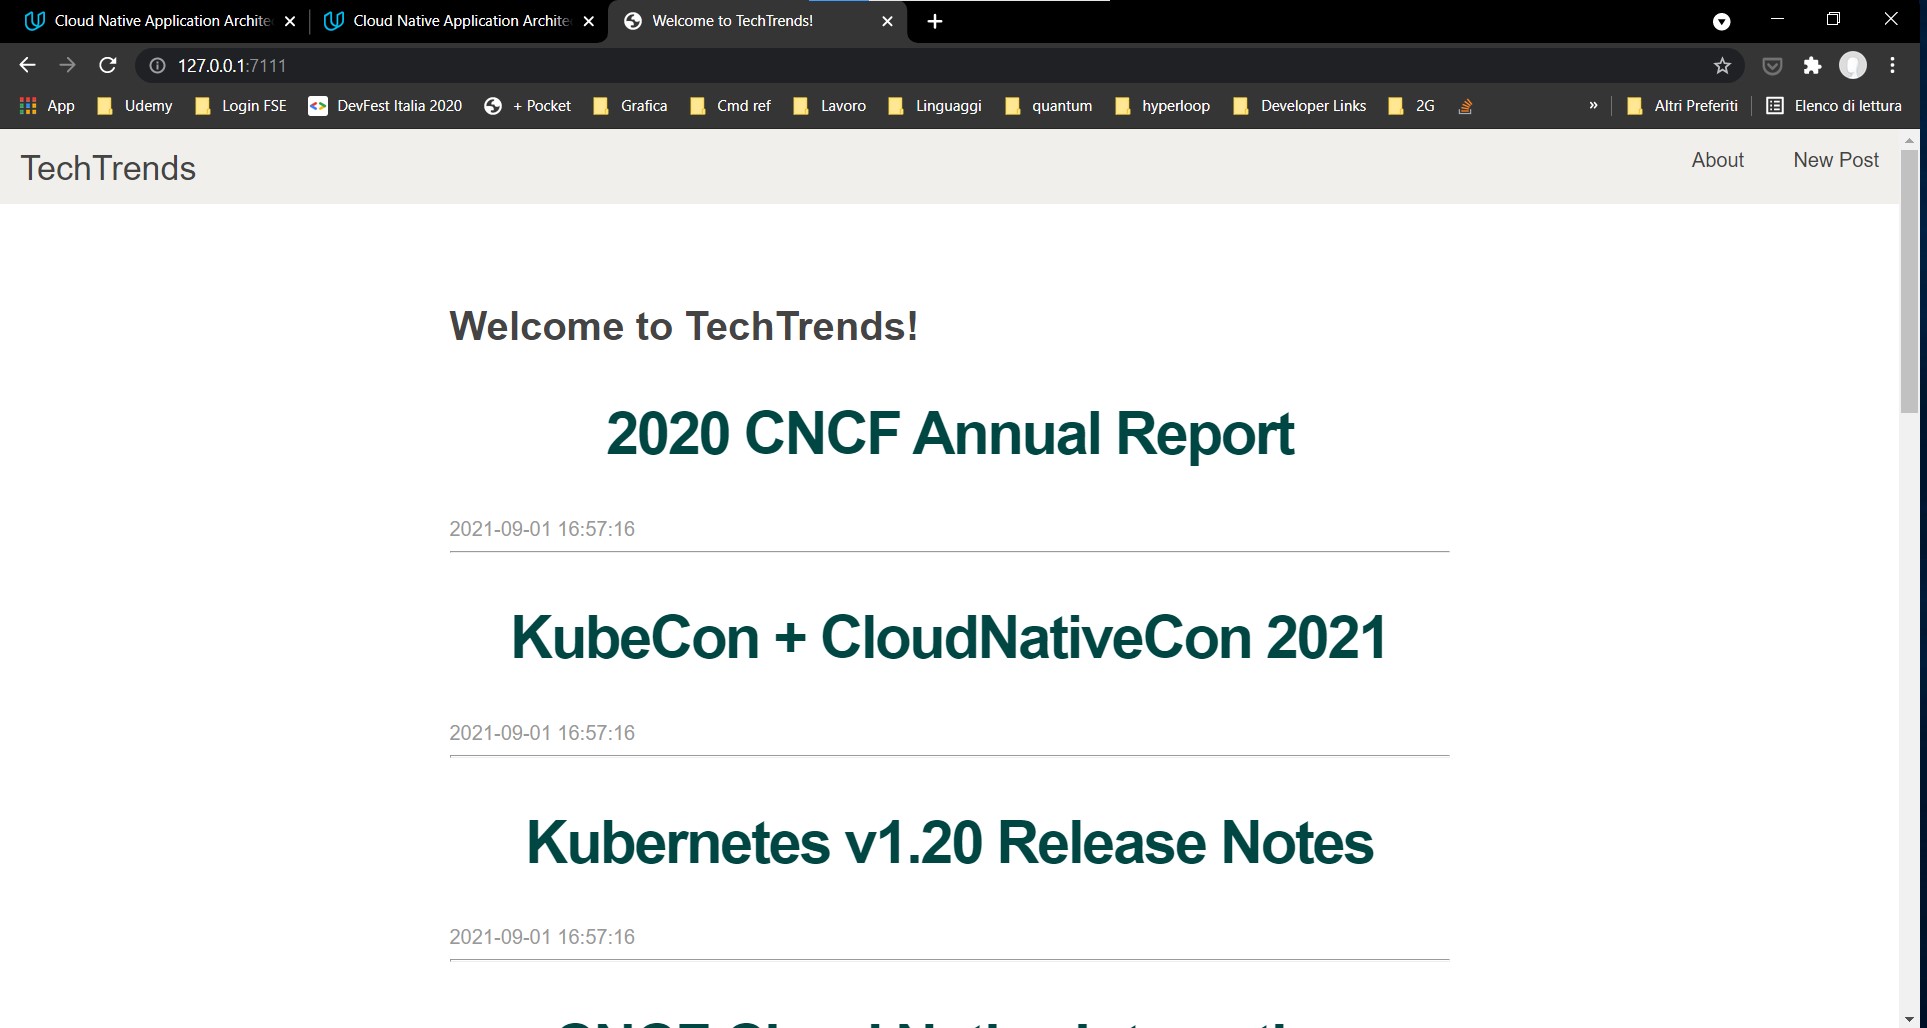 Cloud Native Application Archite
Cloud Native Application Archite
Welcome to TechTrends!
127.0.0.1:7111
App
Udemy
Login FSE
DevFest Italia 2020
+ Pocket
Grafica
Cmd ref
Lavoro
Linguaggi
quantum
hyperloop
Developer Links
2G
»
Altri Preferiti
Elenco di lettura
TechTrends
About
New Post
Welcome to TechTrends!
2020 CNCF Annual Report
2021-09-01 16:57:16
KubeCon + CloudNativeCon 2021
2021-09-01 16:57:16
Kubernetes v1.20 Release Notes
2021-09-01 16:57:16
CNCF Cloud Native